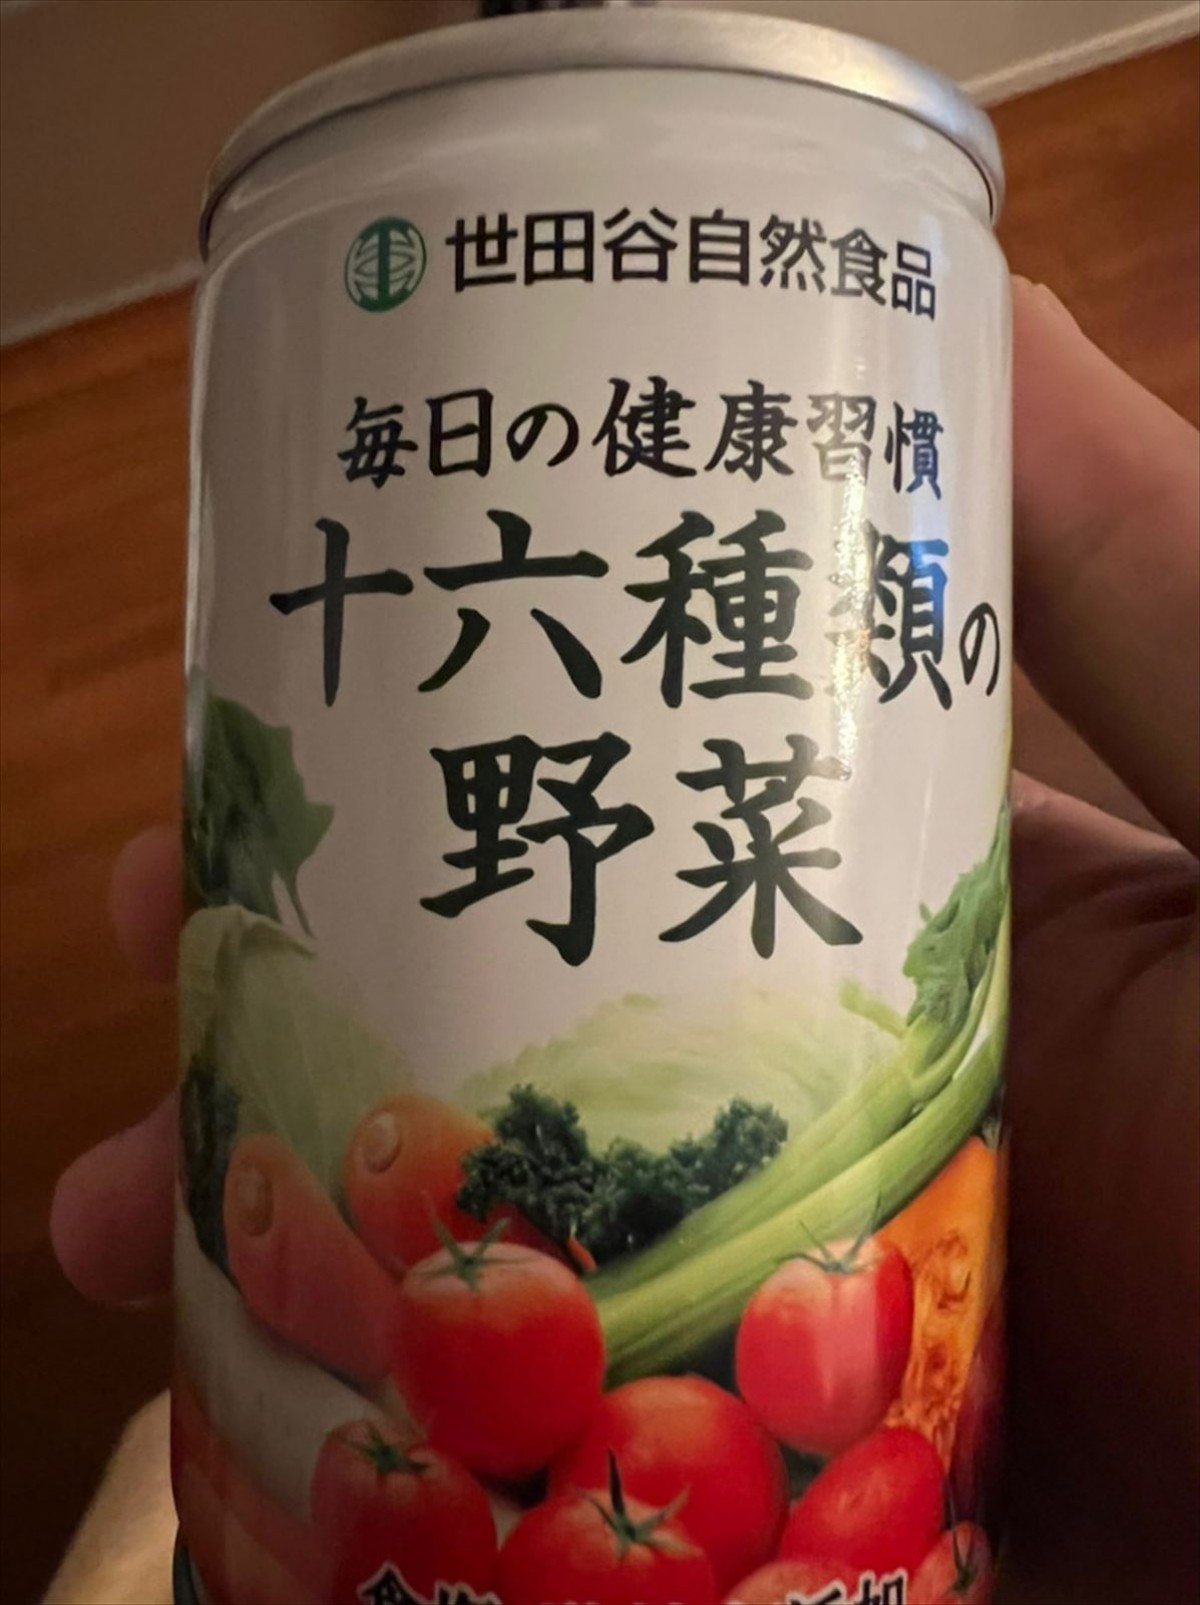 世田谷自然食品
毎日の健康習慣
十六種類の
野菜